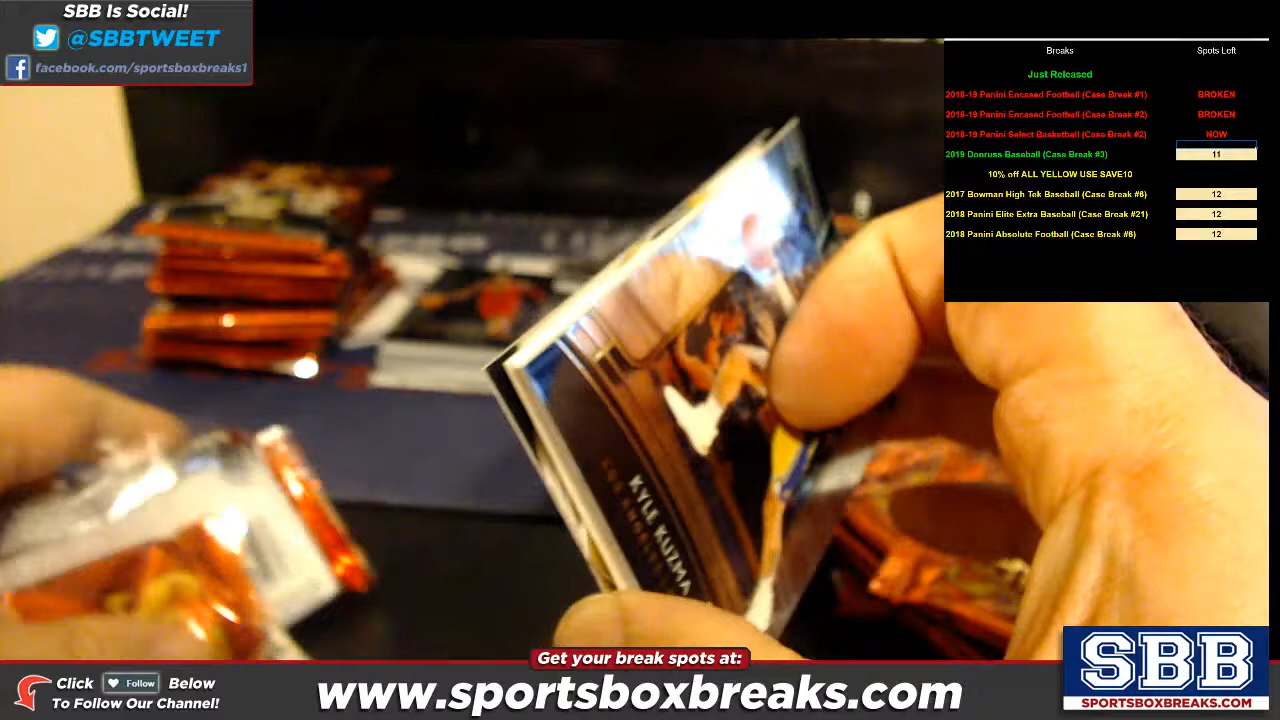 SBB Is Social!
@SBBTWEET
facebook.com/sportsboxbreaks1
Breaks Spots Left
Just Released
2018-19 Panini Encased Football (Case Break #1) BROKEN
2018-19 Panini Encased Football (Case Break #2) BROKEN
2018-19 Panini Select Basketball (Case Break #2) NOW
2019 Donruss Baseball (Case Break #3) 11
10% off ALL YELLOW USE SAVE10
2017 Bowman High Tek Baseball (Case Break #6) 12
2018 Panini Elite Extra Baseball (Case Break #21) 12
2018 Panini Absolute Football (Case Break #6) 12
KYLE KUZMA
Get your break spots at:
Click Follow Below
To Follow Our Channel!
www.sportsboxbreaks.com
SBB
SPORTSBOXBREAKS.COM